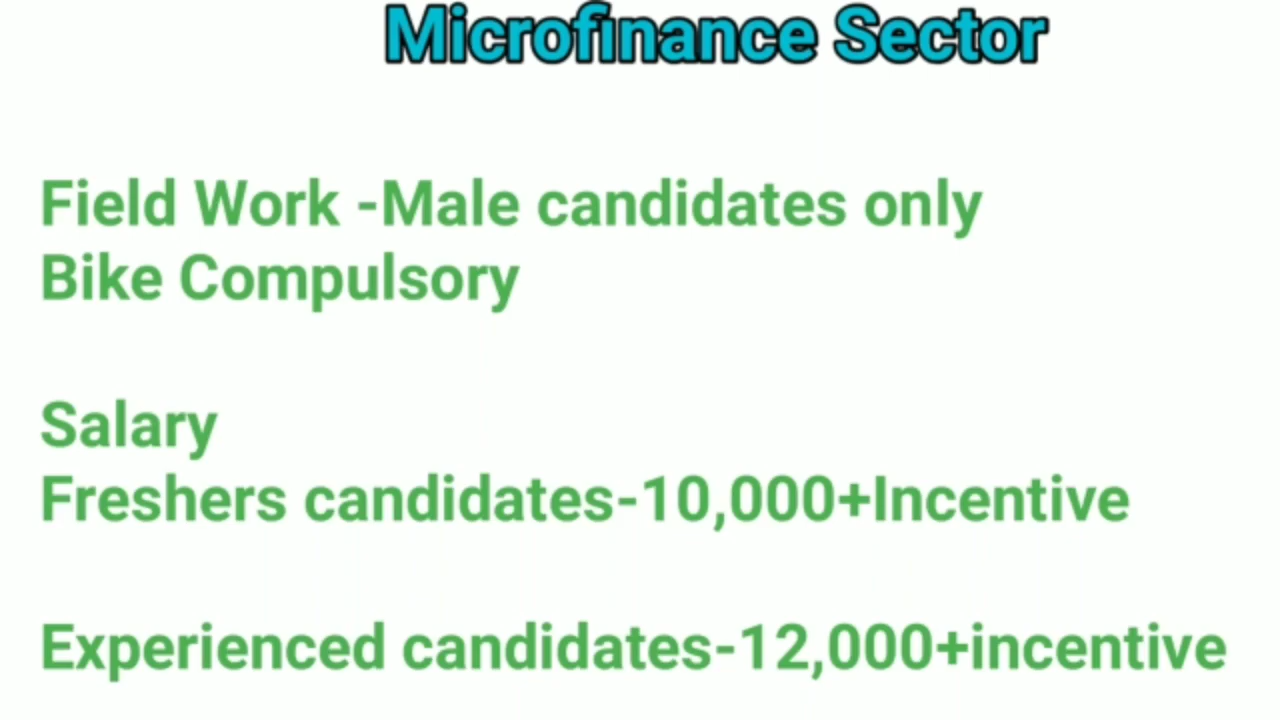 Microfinance Sector
Field Work -Male candidates only
Bike Compulsory
Salary
Freshers candidates-10,000+Incentive
Experienced candidates-12,000+incentive